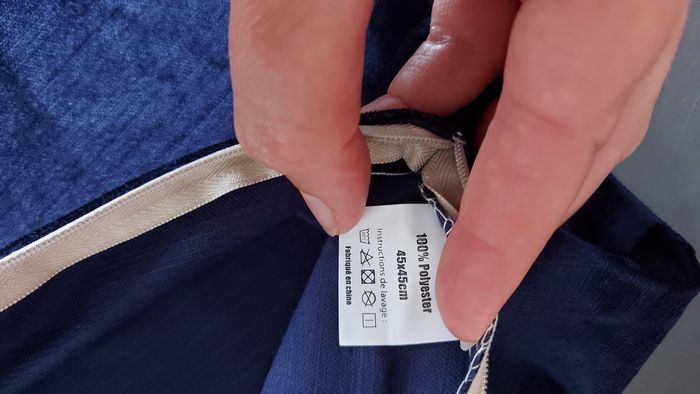 100% Polyester
45x45cm
Instructions de lavage :
Fabriqué en chine